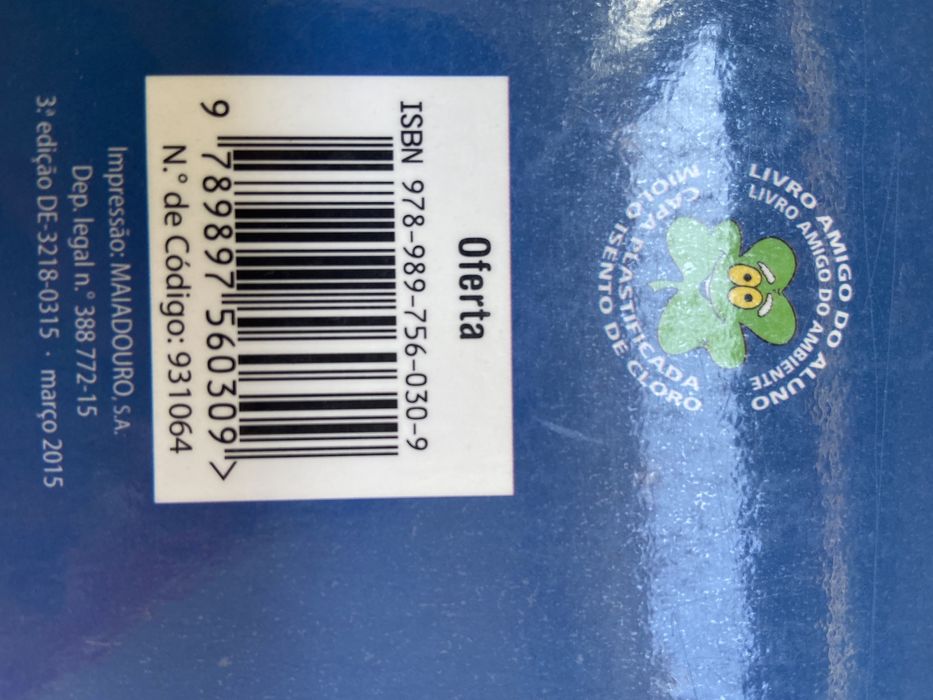 LIVRO AMIGO DO ALUNO
LIVRO AMIGO DO AMBIENTE
CAPA PLASTIFICADA
MIOLO ISENTO DE CLORO
Oferta
ISBN 978-989-756-030-9
9 789897 560309 >
N.º de Código: 931064
Impressão: MAIADOURO, S.A.
Dep. legal n.º 388 772-15
3.ª edição DE-3218-0315 · março 2015